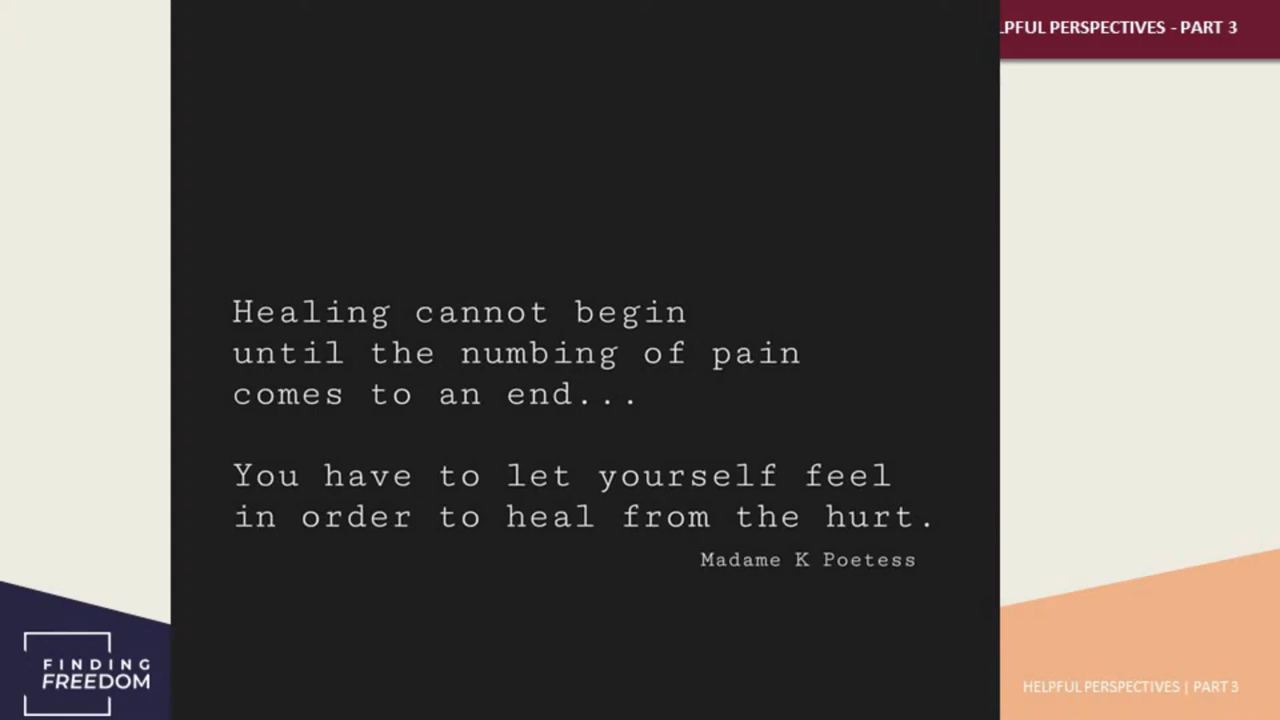 LPFUL PERSPECTIVES - PART 3
Healing cannot begin
until the numbing of pain
comes to an end...
You have to let yourself feel
in order to heal from the hurt.
Madame K Poetess
FINDING
FREEDOM
HELPFUL PERSPECTIVES | PART 3